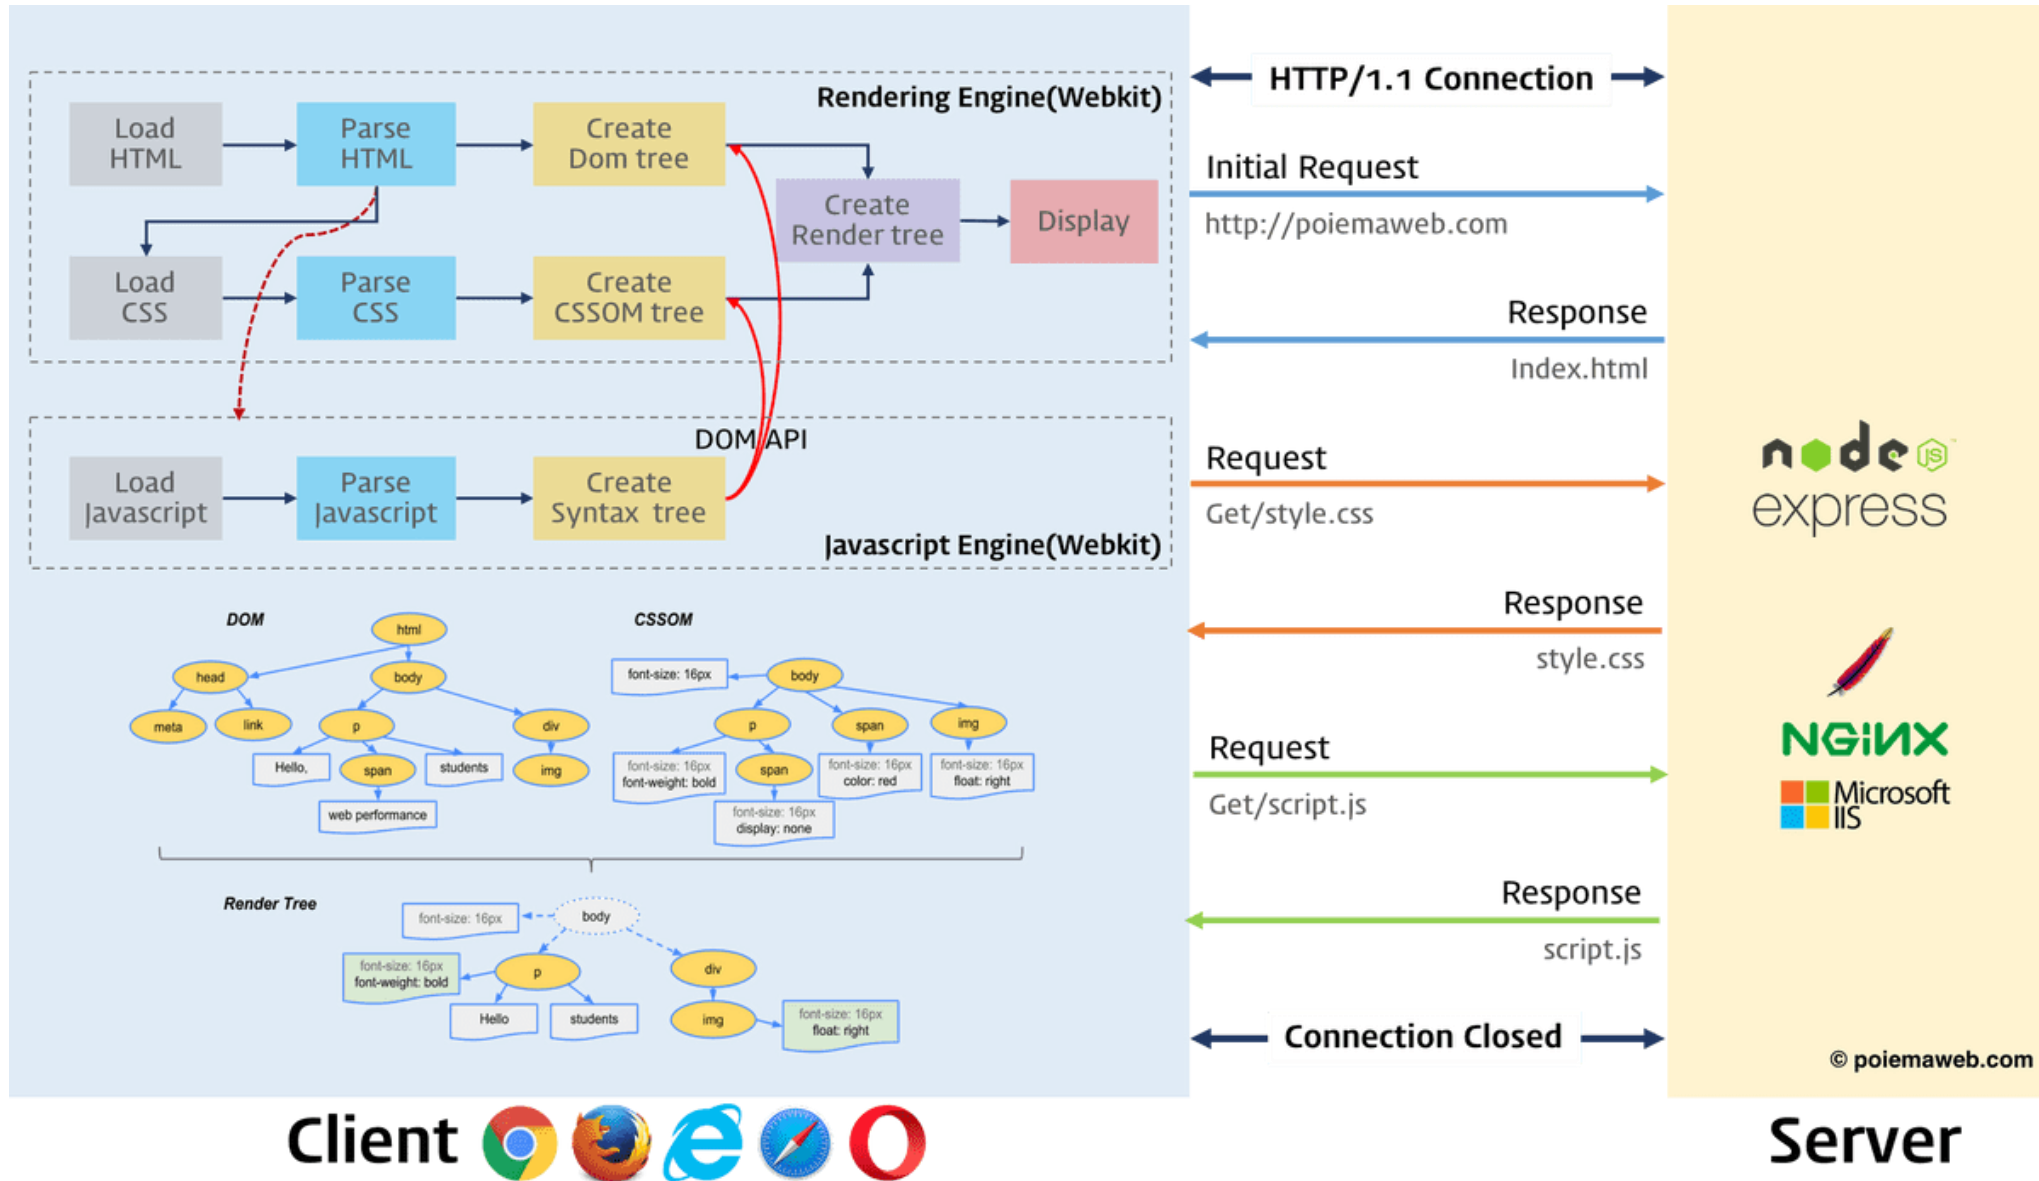 Rendering Engine(Webkit)
Load
HTML
Parse
HTML
Create
Dom tree
Create
Render tree
Display
Load
CSS
Parse
CSS
Create
CSSOM tree
DOM API
Load
Javascript
Parse
Javascript
Create
Syntax tree
Javascript Engine(Webkit)
DOM
html
head
body
meta
link
p
div
Hello,
span
students
img
web performance
CSSOM
font-size: 16px
body
p
span
img
font-size: 16px
font-weight: bold
span
font-size: 16px
color: red
font-size: 16px
float: right
font-size: 16px
display: none
Render Tree
font-size: 16px
body
font-size: 16px
font-weight: bold
p
div
Hello
students
img
font-size: 16px
float: right
HTTP/1.1 Connection
Initial Request
http://poiemaweb.com
Response
Index.html
Request
Get/style.css
Response
style.css
Request
Get/script.js
Response
script.js
Connection Closed
node
JS
™
express
NGINX
Microsoft
IIS
© poiemaweb.com
Client
Server